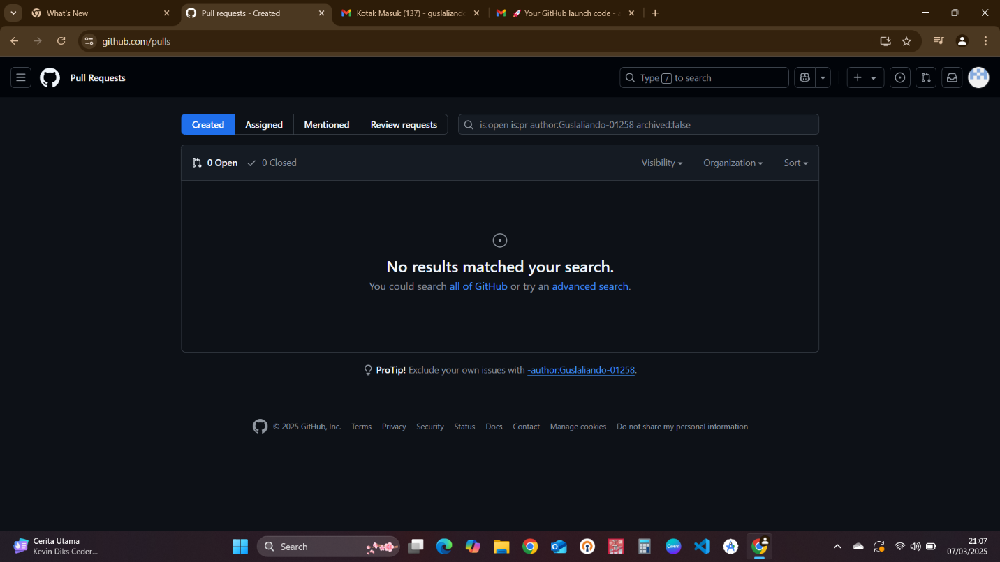 What's New
Pull requests - Created
Kotak Masuk (137) - guslaliando
🚀 Your GitHub launch code - a
github.com/pulls
Pull Requests
Type / to search
Created
Assigned
Mentioned
Review requests
is:open is:pr author:Guslaliando-01258 archived:false
0 Open
0 Closed
Visibility
Organization
Sort
No results matched your search.
You could search all of GitHub or try an advanced search.
ProTip! Exclude your own issues with -author:Guslaliando-01258.
© 2025 GitHub, Inc.
Terms
Privacy
Security
Status
Docs
Contact
Manage cookies
Do not share my personal information
Cerita Utama
Kevin Diks Ceder...
Search
Canva
21:07
07/03/2025